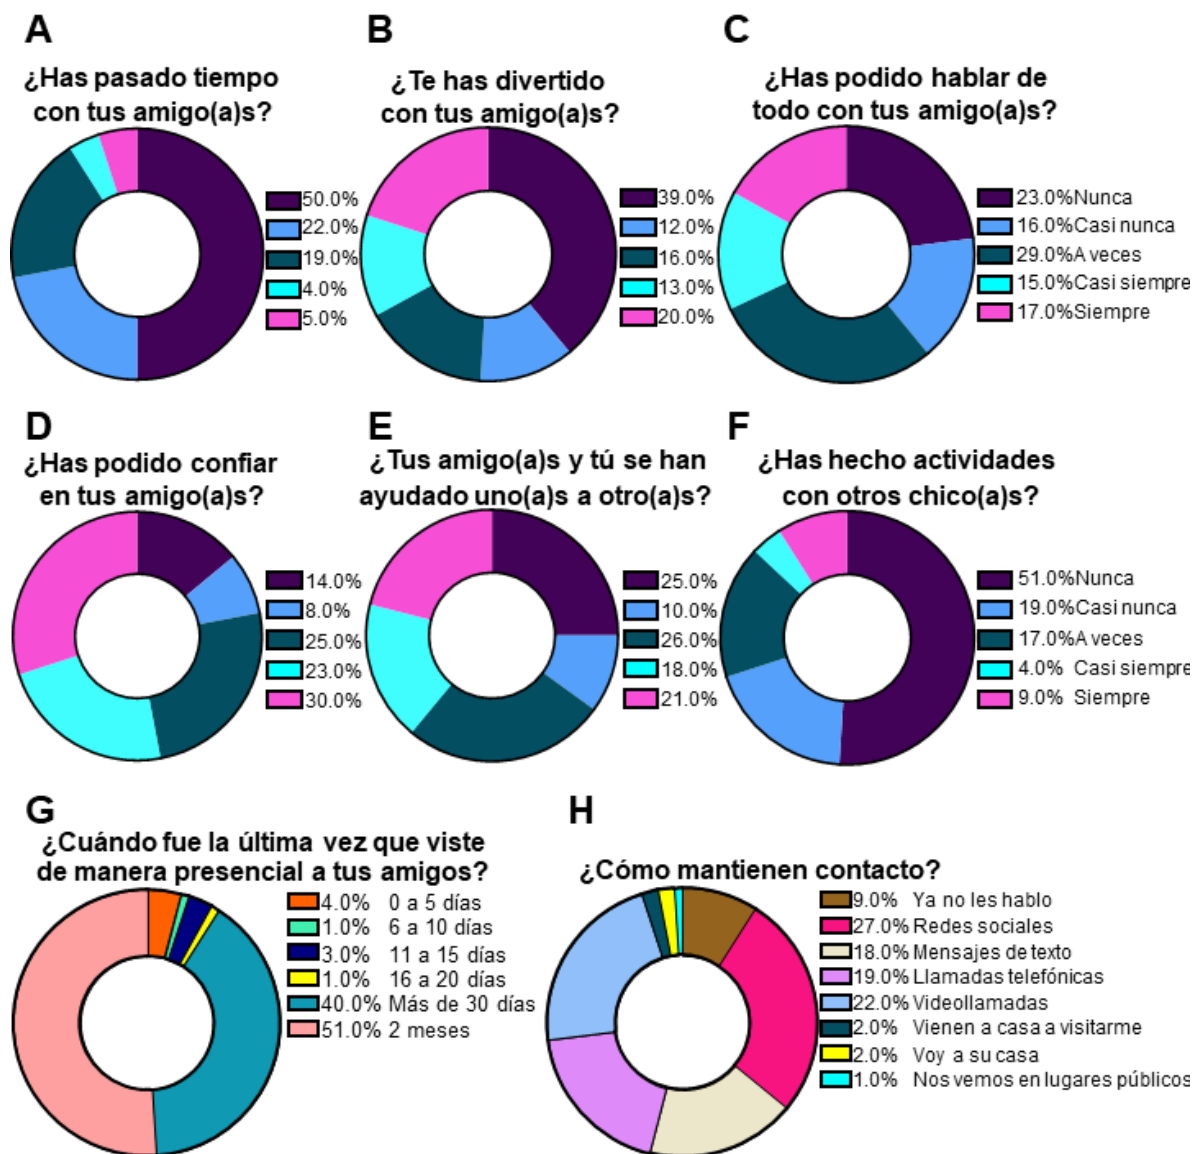 A
¿Has pasado tiempo
con tus amigo(a)s?
50.0%
22.0%
19.0%
4.0%
5.0%
B
¿Te has divertido
con tus amigo(a)s?
39.0%
12.0%
16.0%
13.0%
20.0%
C
¿Has podido hablar de
todo con tus amigo(a)s?
23.0% Nunca
16.0% Casi nunca
29.0% A veces
15.0% Casi siempre
17.0% Siempre
D
¿Has podido confiar
en tus amigo(a)s?
14.0%
8.0%
25.0%
23.0%
30.0%
E
¿Tus amigo(a)s y tú se han
ayudado uno(a)s a otro(a)s?
25.0%
10.0%
26.0%
18.0%
21.0%
F
¿Has hecho actividades
con otros chico(a)s?
51.0% Nunca
19.0% Casi nunca
17.0% A veces
4.0% Casi siempre
9.0% Siempre
G
¿Cuándo fue la última vez que viste
de manera presencial a tus amigos?
4.0% 0 a 5 días
1.0% 6 a 10 días
3.0% 11 a 15 días
1.0% 16 a 20 días
40.0% Más de 30 días
51.0% 2 meses
H
¿Cómo mantienen contacto?
9.0% Ya no les hablo
27.0% Redes sociales
18.0% Mensajes de texto
19.0% Llamadas telefónicas
22.0% Videollamadas
2.0% Vienen a casa a visitarme
2.0% Voy a su casa
1.0% Nos vemos en lugares públicos